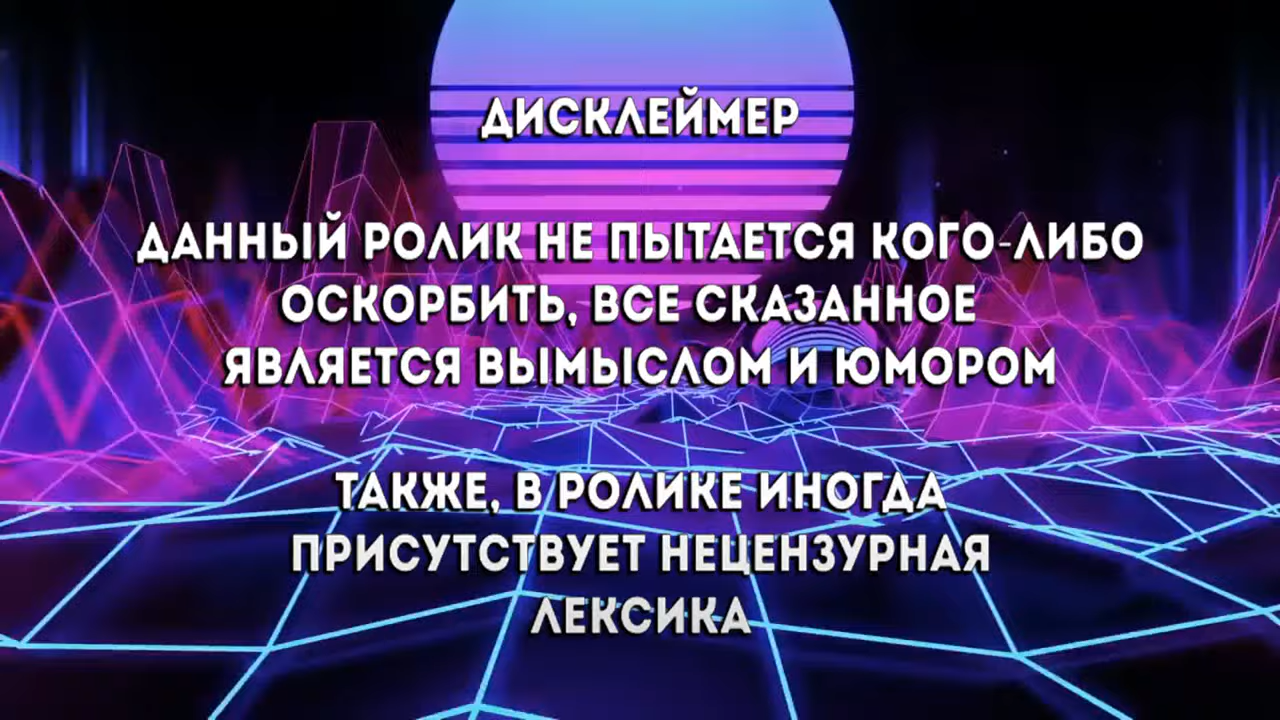 ДИСКЛЕЙМЕР
ДАННЫЙ РОЛИК НЕ ПЫТАЕТСЯ КОГО-ЛИБО
ОСКОРБИТЬ, ВСЕ СКАЗАННОЕ
ЯВЛЯЕТСЯ ВЫМЫСЛОМ И ЮМОРОМ
ТАКЖЕ, В РОЛИКЕ ИНОГДА
ПРИСУТСТВУЕТ НЕЦЕНЗУРНАЯ
ЛЕКСИКА